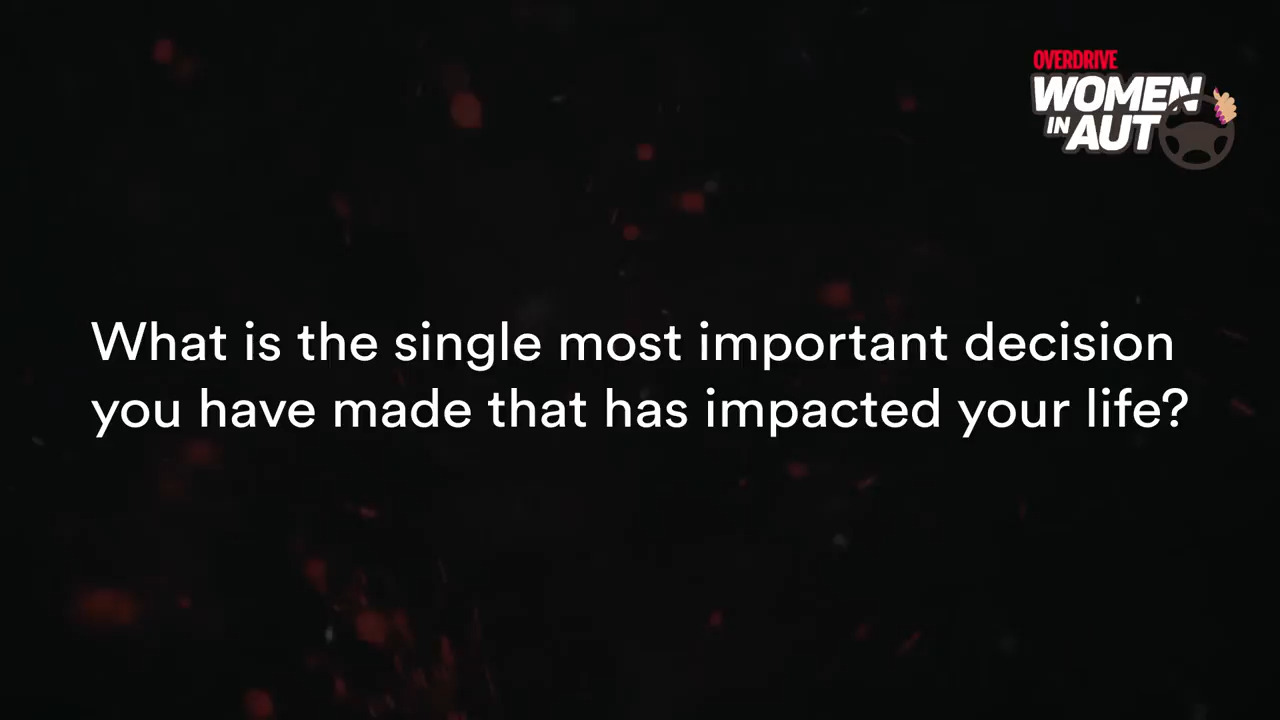 OVERDRIVE
WOMEN
IN AUT
What is the single most important decision
you have made that has impacted your life?